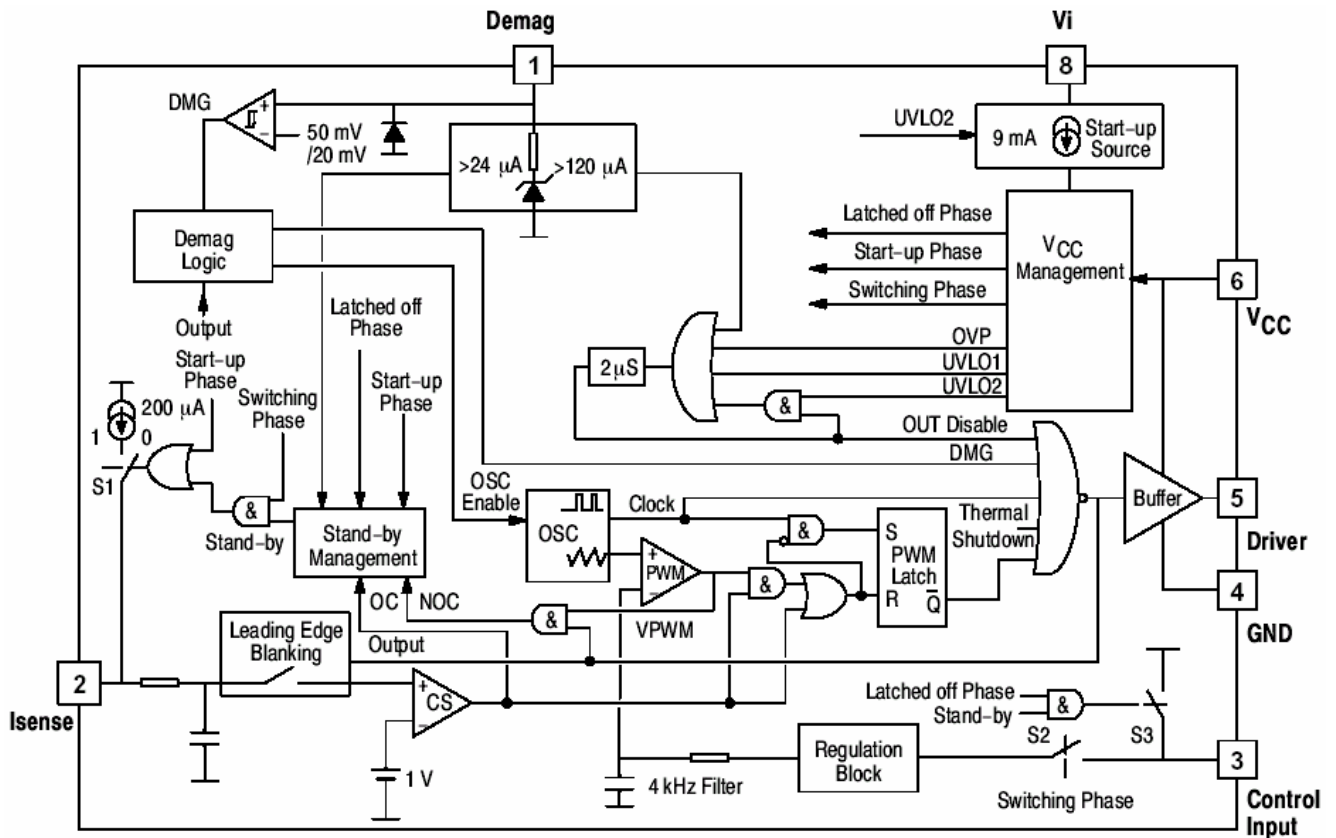 Demag
Vi
1
8
DMG
+
−
50 mV
/20 mV
>24 μA
>120 μA
UVLO2
9 mA
Start–up
Source
Demag
Logic
Latched off Phase
Start–up Phase
Switching Phase
VCC
Management
6
VCC
Output
Latched off
Phase
Start–up
Phase
Start–up
Phase
Switching
Phase
200 μA
1
0
S1
2 μS
OVP
UVLO1
UVLO2
&
OUT Disable
DMG
&
Stand–by
Stand–by
Management
OSC
Enable
OSC
Clock
+
PWM
−
&
&
S
PWM
Latch
R
Q
Thermal
Shutdown
Buffer
5
Driver
4
GND
OC
NOC
&
VPWM
Leading Edge
Blanking
Output
2
Isense
+
CS
−
1 V
4 kHz Filter
Regulation
Block
Latched off Phase
Stand–by
&
S2
S3
Switching Phase
3
Control
Input